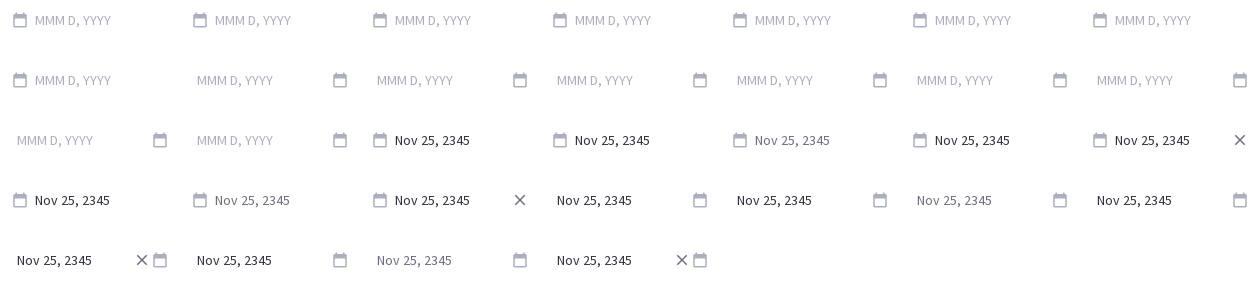 MMM D, YYYY MMM D, YYYY MMM D, YYYY MMM D, YYYY MMM D, YYYY MMM D, YYYY MMM D, YYYY
MMM D, YYYY MMM D, YYYY MMM D, YYYY MMM D, YYYY MMM D, YYYY MMM D, YYYY MMM D, YYYY
MMM D, YYYY MMM D, YYYY Nov 25, 2345 Nov 25, 2345 Nov 25, 2345 Nov 25, 2345 Nov 25, 2345
Nov 25, 2345 Nov 25, 2345 Nov 25, 2345 Nov 25, 2345 Nov 25, 2345 Nov 25, 2345 Nov 25, 2345
Nov 25, 2345 Nov 25, 2345 Nov 25, 2345 Nov 25, 2345